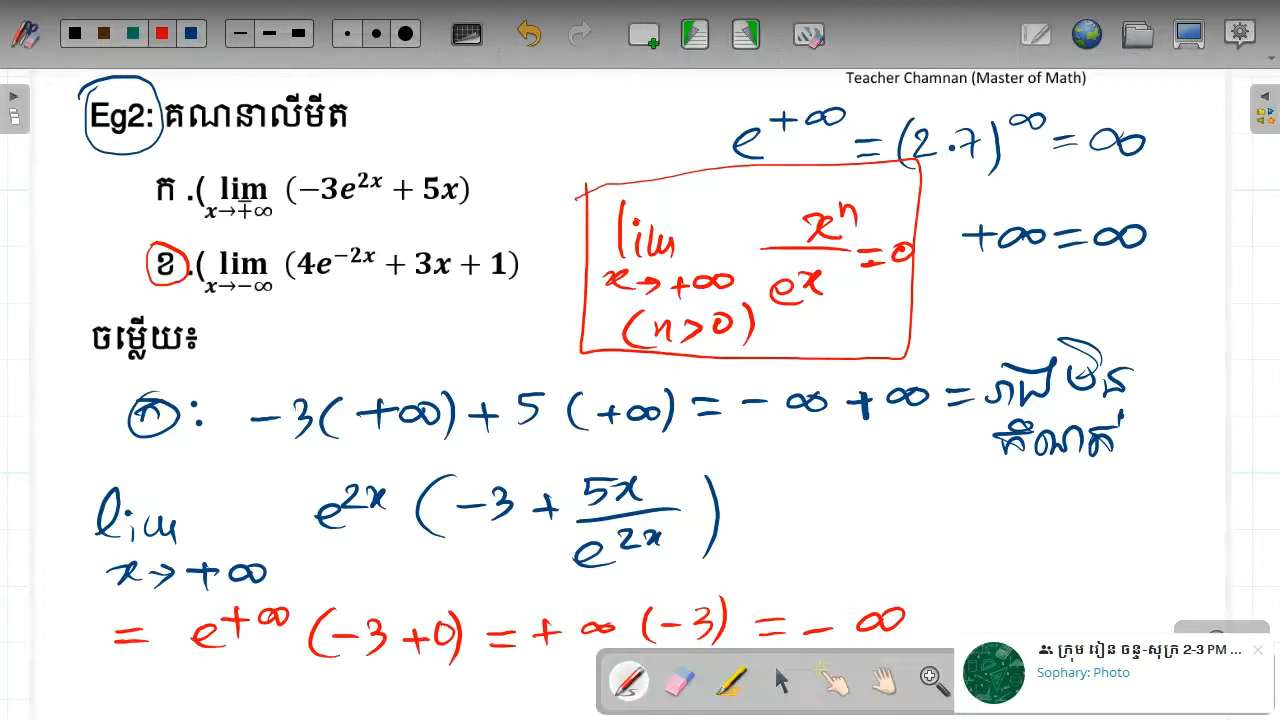 Teacher Chamnan (Master of Math)
Eg2: គណនាលីមីត
e^{+∞} = (2.7)^∞ = ∞
ក .( lim x→+∞ (−3e^{2x} + 5x)
lim x→+∞ x^n / e^x = 0
(n>0)
+∞ = ∞
ខ .( lim x→−∞ (4e^{−2x} + 3x + 1)
ចម្លើយ៖
ក : −3(+∞) + 5(+∞) = −∞ + ∞ = រាងមិន
កំណត់
lim x→+∞ e^{2x} (−3 + 5x / e^{2x})
= e^{+∞} (−3 + 0) = +∞ (−3) = −∞
ក្រុម រៀន ចន្ទ-សុក្រ 2-3 PM ...
Sophary: Photo